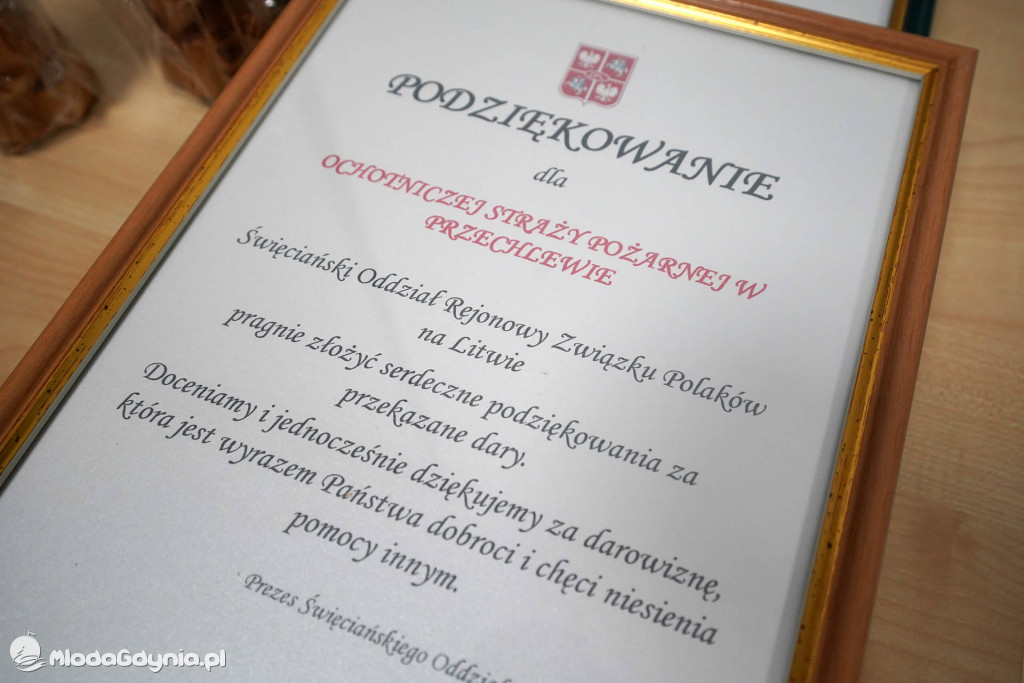 PODZIĘKOWANIE
dla
OCHOTNICZEJ STRAŻY POŻARNEJ W
PRZECHLEWIE
Święciański Oddział Rejonowy Związku Polaków
na Litwie
pragnie złożyć serdeczne podziękowania za
przekazane dary.
Doceniamy i jednocześnie dziękujemy za darowiznę,
która jest wyrazem Państwa dobroci i chęci niesienia
pomocy innym.
Prezes Święciańskiego
MlodaGdynia.pl